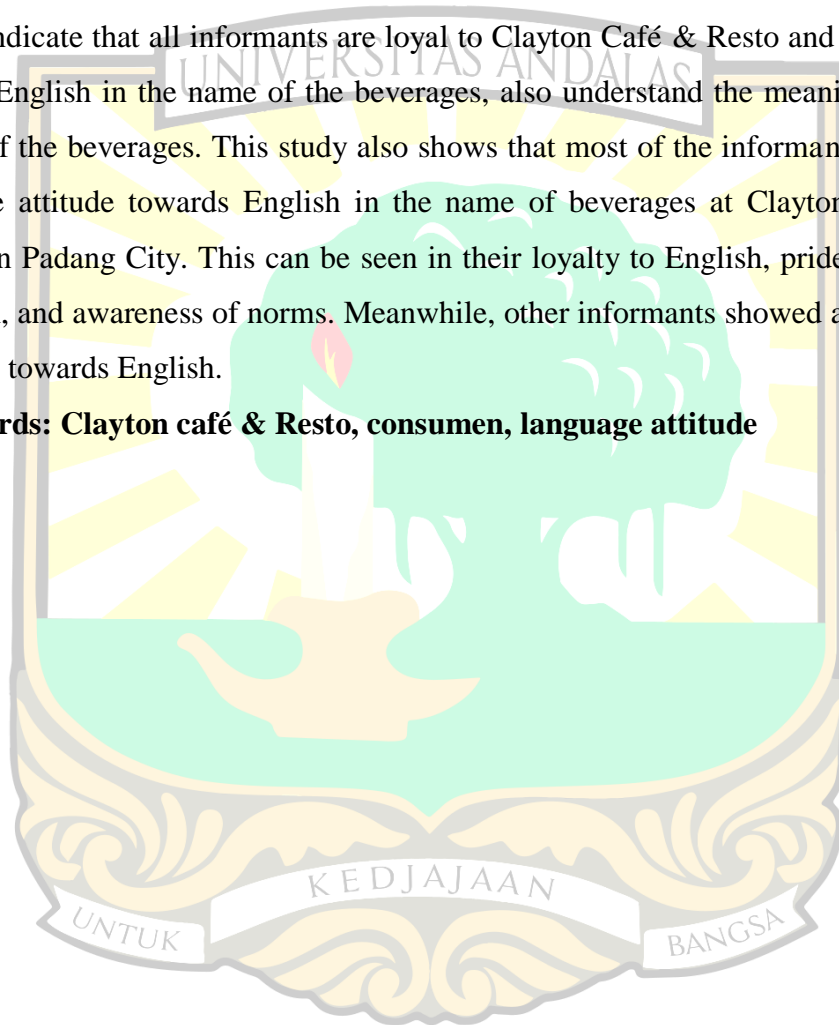 ndicate that all informants are loyal to Clayton Café & Resto and
UNIVERSITAS ANDALAS
English in the name of the beverages, also understand the meani
f the beverages. This study also shows that most of the informan
e attitude towards English in the name of beverages at Clayton
n Padang City. This can be seen in their loyalty to English, pride
, and awareness of norms. Meanwhile, other informants showed a
towards English.
rds: Clayton café & Resto, consumen, language attitude
UNTUK KEDJAJAAN BANGSA